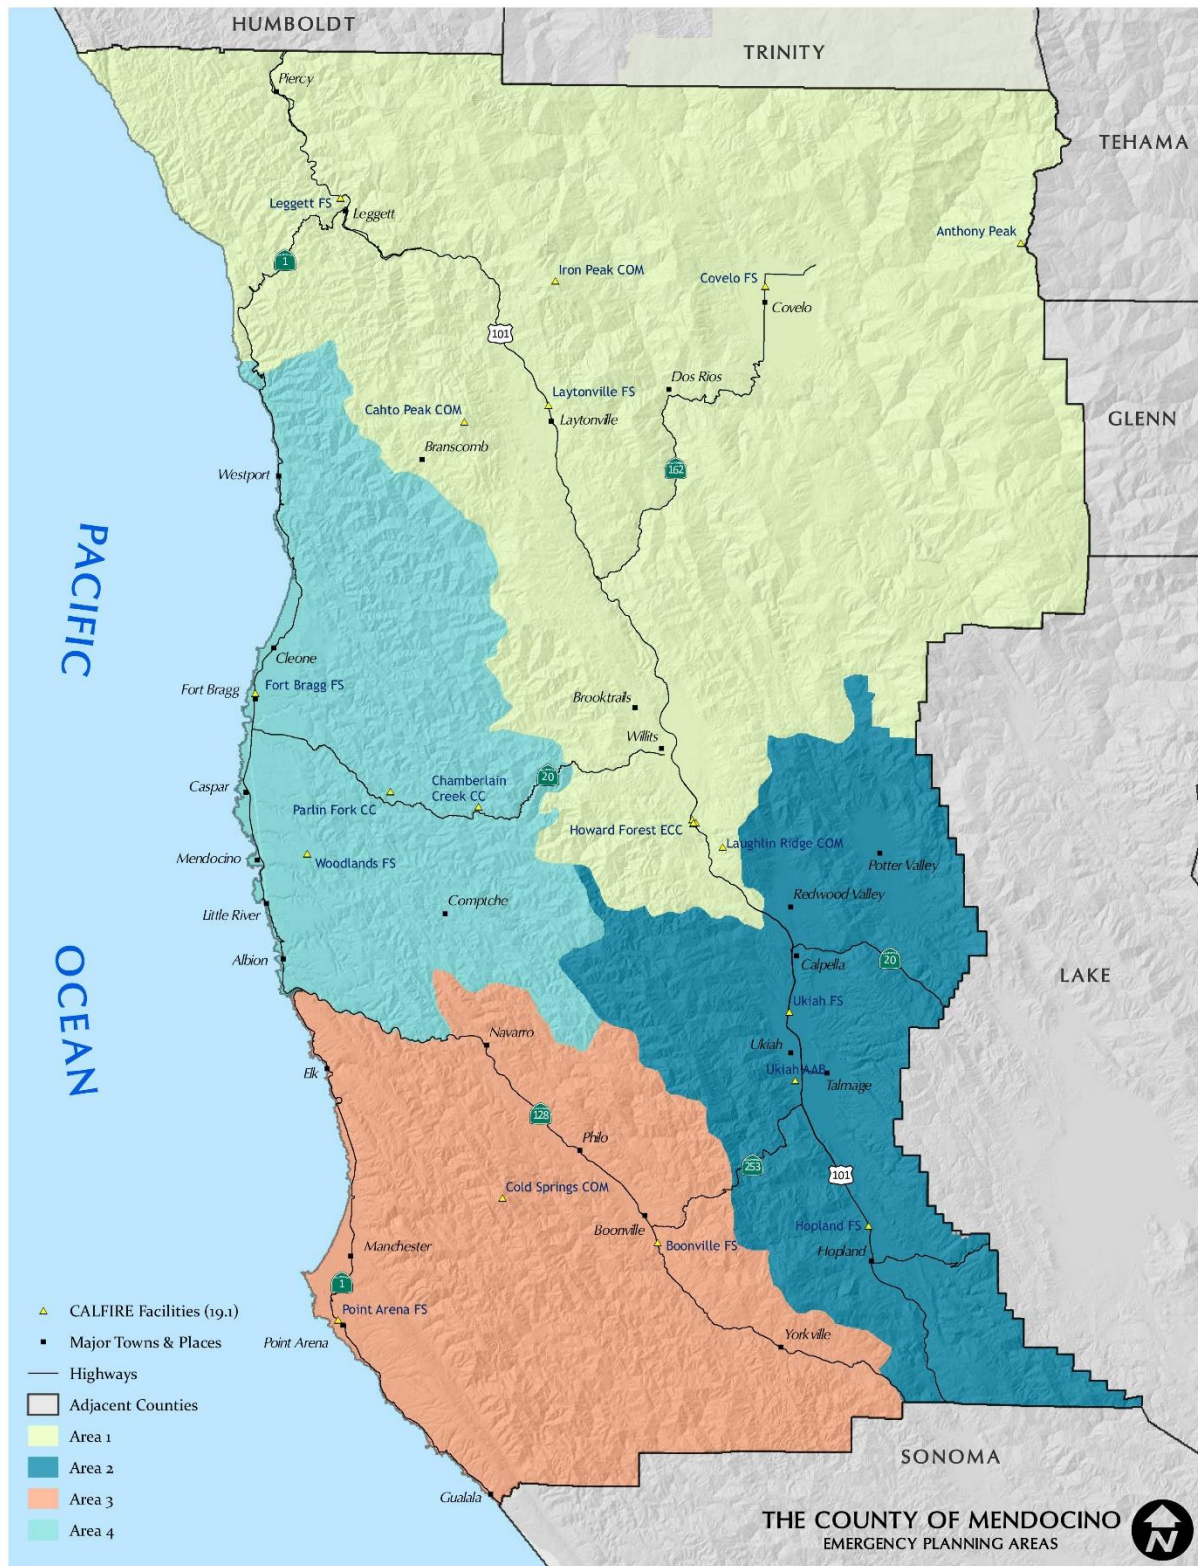 HUMBOLDT
TRINITY
Piercy
TEHAMA
Leggett FS
Leggett
Anthony Peak
1
Iron Peak COM
Covelo FS
Covelo
101
Dos Rios
Laytonville FS
Cahto Peak COM
Laytonville
GLENN
Branscomb
162
Westport
PACIFIC
Cleone
Fort Bragg
Fort Bragg FS
Brooktrails
Willits
20
Caspar
Chamberlain
Creek CC
Parlin Fork CC
Howard Forest ECC
Laughlin Ridge COM
Mendocino
Woodlands FS
Potter Valley
Redwood Valley
Little River
Comptche
Albion
Calpella
20
OCEAN
LAKE
Ukiah FS
Navarro
Ukiah
Elk
Ukiah AAB
Talmage
128
Philo
253
101
Cold Springs COM
Boonville
Hopland FS
Boonville FS
Manchester
Hopland
1
Point Arena FS
Point Arena
Yorkville
CALFIRE Facilities (19.1)
Major Towns & Places
Highways
Adjacent Counties
Area 1
Area 2
Area 3
Area 4
SONOMA
Gualala
THE COUNTY OF MENDOCINO
EMERGENCY PLANNING AREAS
N